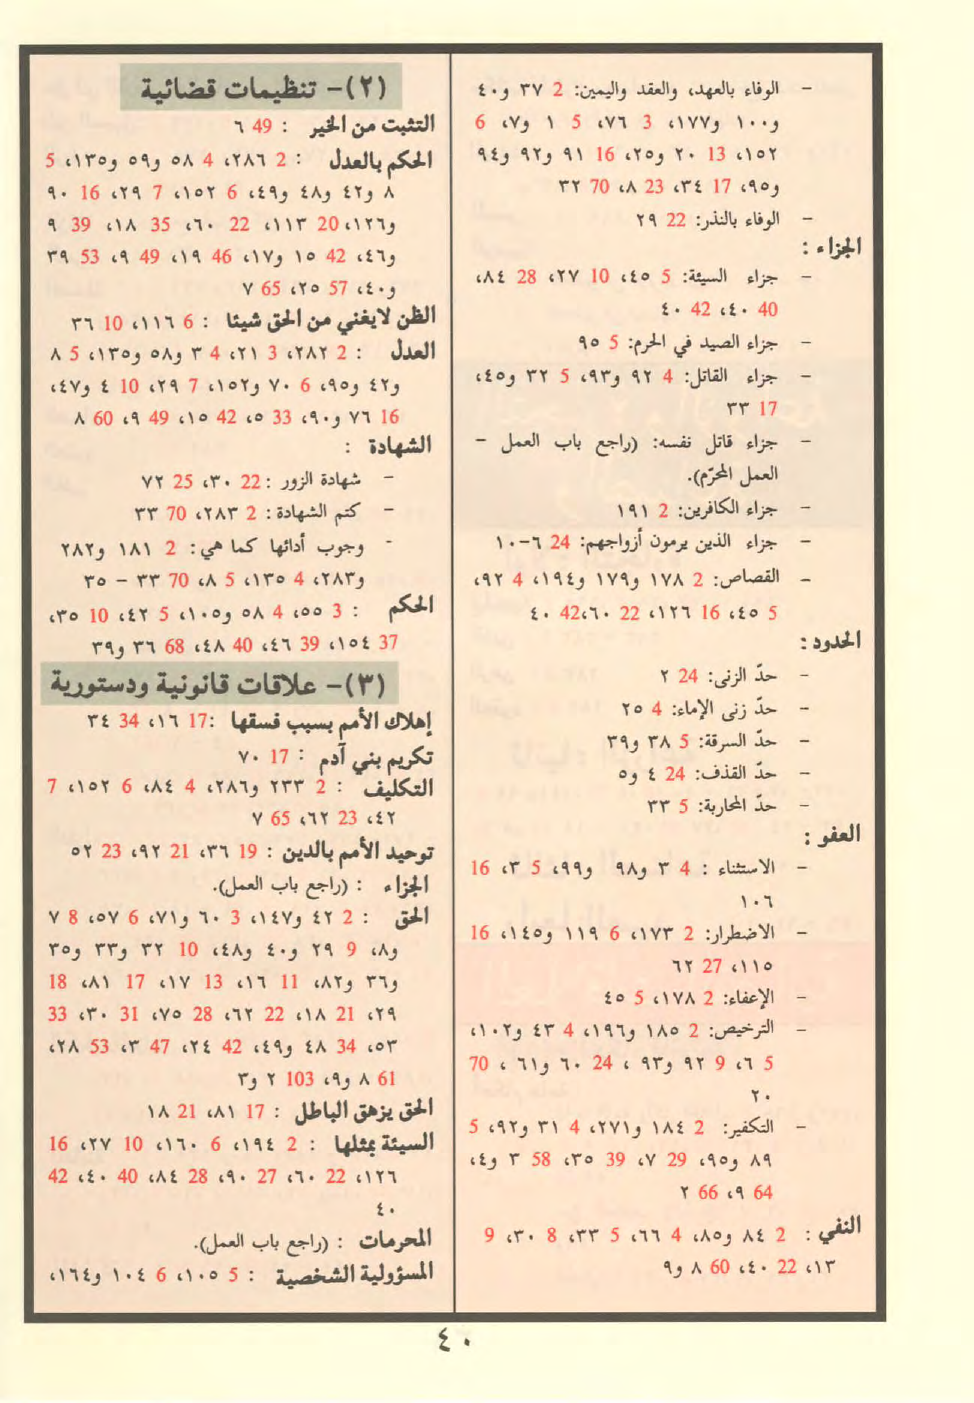 - الوفاء بالعهد، والعقد واليمين: 2 ٣٧ و٤٠
و١٠٠ و١٧٧، 3 ٧٦، 5 ١ و٧، 6
١٥٢، 13 ٢٠ و٢٥، 16 ٩١ و٩٢ و٩٤
و٩٥، 17 ٣٤، 23 ٨، 70 ٣٢
- الوفاء بالنذر: 22 ٢٩
الجزاء :
- جزاء السيئة: 5 ٤٥، 10 ٢٧، 28 ٨٤،
40 ٤٠، 42 ٤٠
- جزاء الصيد في الحرم: 5 ٩٥
- جزاء القاتل: 4 ٩٢ و٩٣، 5 ٣٢ و٤٥،
17 ٣٣
- جزاء قاتل نفسه: (راجع باب العمل -
العمل المحرّم).
- جزاء الكافرين: 2 ١٩١
- جزاء الذين يرمون أزواجهم: 24 ٦-١٠
- القصاص: 2 ١٧٨ و١٧٩ و١٩٤، 4 ٩٢،
5 ٤٥، 16 ١٢٦، 22 ٦٠، 42 ٤٠
الحدود :
- حدّ الزنى: 24 ٢
- حدّ زنى الإماء: 4 ٢٥
- حدّ السرقة: 5 ٣٨ و٣٩
- حدّ القذف: 24 ٤ و٥
- حدّ المحاربة: 5 ٣٣
العفو :
- الاستثناء : 4 ٣ و٩٨ و٩٩، 5 ٣، 16
١٠٦
- الاضطرار: 2 ١٧٣، 6 ١١٩ و١٤٥، 16
١١٥، 27 ٦٢
- الإعفاء: 2 ١٧٨، 5 ٤٥
- الترخيص: 2 ١٨٥ و١٩٦، 4 ٤٣ و١٠٢،
5 ٦، 9 ٩٢ و٩٣ ، 24 ٦٠ و٦١ ، 70
٢٠
- التكفير: 2 ١٨٤ و٢٧١، 4 ٣١ و٩٢، 5
٨٩ و٩٥، 29 ٧، 39 ٣٥، 58 ٣ و٤،
64 ٩، 66 ٢
النفي : 2 ٨٤ و٨٥، 4 ٦٦، 5 ٣٣، 8 ٣٠، 9
١٣، 22 ٤٠، 60 ٨ و٩
(٢)- تنظيمات قضائية
التثبت من الخبر : 49 ٦
الحكم بالعدل : 2 ٢٨٦، 4 ٥٨ و٥٩ و١٣٥، 5
٨ و٤٢ و٤٨ و٤٩، 6 ١٥٢، 7 ٢٩، 16 ٩٠
و١٢٦، 20 ١١٣، 22 ٦٠، 35 ١٨، 39 ٩
و٤٦، 42 ١٥ و١٧، 46 ١٩، 49 ٩، 53 ٣٩
و٤٠، 57 ٢٥، 65 ٧
الظن لايغني من الحق شيئا : 6 ١١٦، 10 ٣٦
العدل : 2 ٢٨٢، 3 ٢١، 4 ٣ و٥٨ و١٣٥، 5 ٨
و٤٢ و٩٥، 6 ٧٠ و١٥٢، 7 ٢٩، 10 ٤ و٤٧،
16 ٧٦ و٩٠، 33 ٥، 42 ١٥، 49 ٩، 60 ٨
الشهادة :
- شهادة الزور : 22 ٣٠، 25 ٧٢
- كتم الشهادة : 2 ٢٨٣، 70 ٣٣
- وجوب أدائها كما هي: 2 ١٨١ و٢٨٢
و٢٨٣، 4 ١٣٥، 5 ٨، 70 ٣٣ - ٣٥
الحكم : 3 ٥٥، 4 ٥٨ و١٠٥، 5 ٤٢، 10 ٣٥،
37 ١٥٤، 39 ٤٦، 40 ٤٨، 68 ٣٦ و٣٩
(٣)- علاقات قانونية ودستورية
إهلاك الأمم بسبب فسقها :17 ١٦، 34 ٣٤
تكريم بني آدم : 17 ٧٠
التكليف : 2 ٢٣٣ و٢٨٦، 4 ٨٤، 6 ١٥٢، 7
٤٢، 23 ٦٢، 65 ٧
توحيد الأمم بالدين : 19 ٣٦، 21 ٩٢، 23 ٥٢
الجزاء : (راجع باب العمل).
الحق : 2 ٤٢ و١٤٧، 3 ٦٠ و٧١، 6 ٥٧، 8 ٧
و٨، 9 ٢٩ و٤٠ و٤٨، 10 ٣٢ و٣٣ و٣٥
و٣٦ و٨٢، 11 ١٦، 13 ١٧، 17 ٨١، 18
٢٩، 21 ١٨، 22 ٦٢، 28 ٧٥، 31 ٣٠، 33
٥٣، 34 ٤٨ و٤٩، 42 ٢٤، 47 ٣، 53 ٢٨،
61 ٨ و٩، 103 ٢ و٣
الحق يزهق الباطل : 17 ٨١، 21 ١٨
السيئة بمثلها : 2 ١٩٤، 6 ١٦٠، 10 ٢٧، 16
١٢٦، 22 ٦٠، 27 ٩٠، 28 ٨٤، 40 ٤٠، 42
٤٠
المحرمات : (راجع باب العمل).
المسؤولية الشخصية : 5 ١٠٥، 6 ١٠٤ و١٦٤،
٤٠